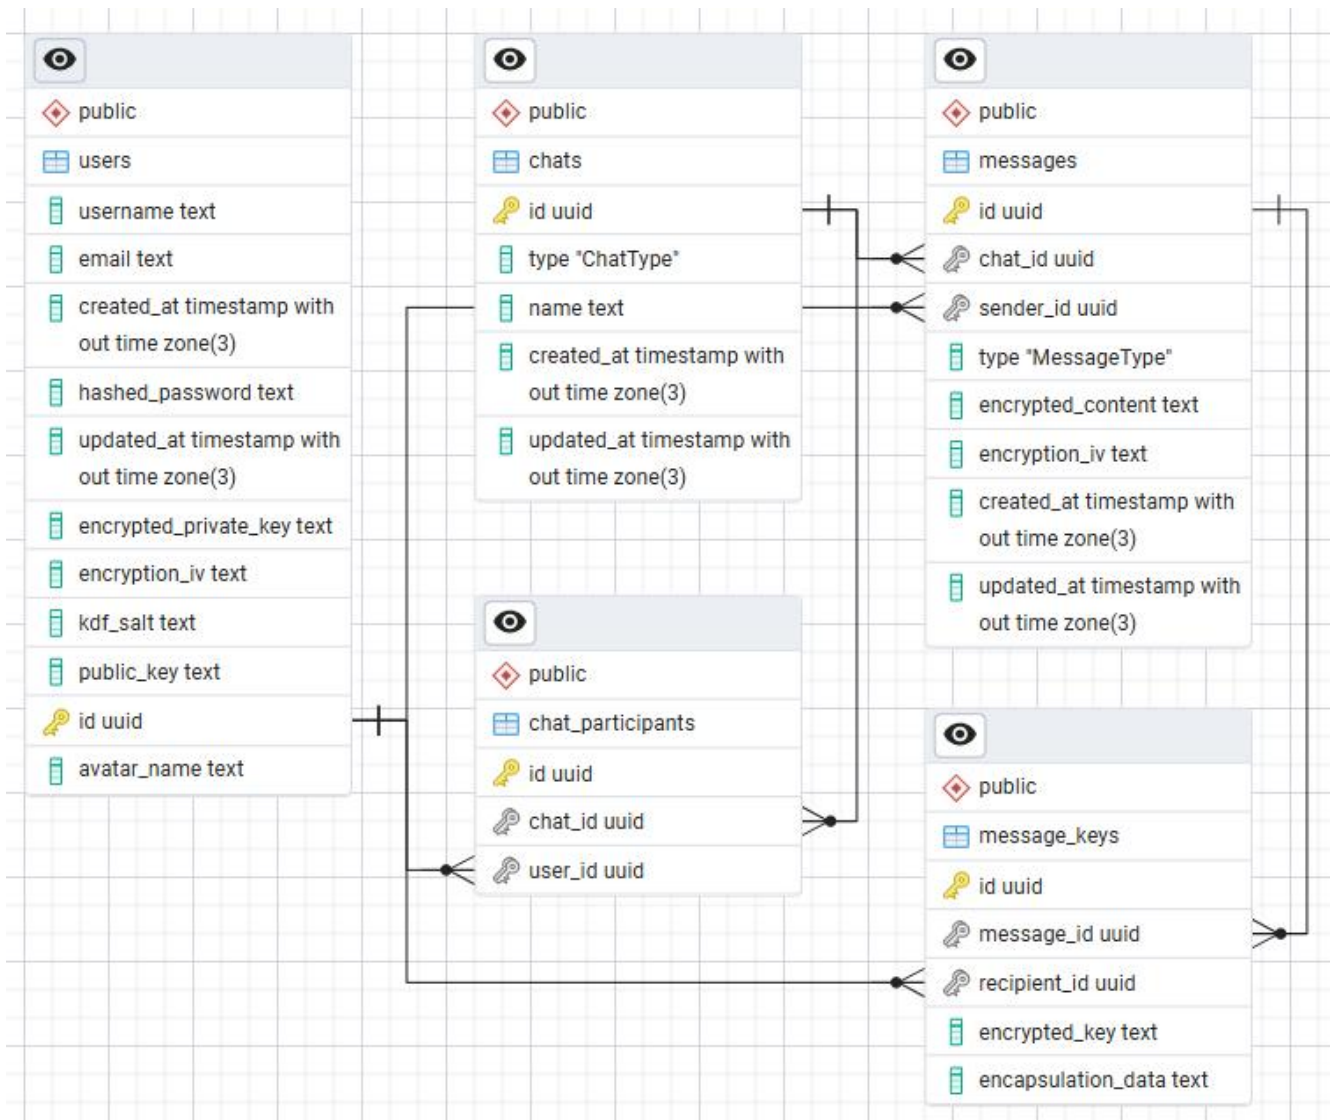 public
users
username text
email text
created_at timestamp with
out time zone(3)
hashed_password text
updated_at timestamp with
out time zone(3)
encrypted_private_key text
encryption_iv text
kdf_salt text
public_key text
id uuid
avatar_name text
public
chats
id uuid
type "ChatType"
name text
created_at timestamp with
out time zone(3)
updated_at timestamp with
out time zone(3)
public
chat_participants
id uuid
chat_id uuid
user_id uuid
public
messages
id uuid
chat_id uuid
sender_id uuid
type "MessageType"
encrypted_content text
encryption_iv text
created_at timestamp with
out time zone(3)
updated_at timestamp with
out time zone(3)
public
message_keys
id uuid
message_id uuid
recipient_id uuid
encrypted_key text
encapsulation_data text